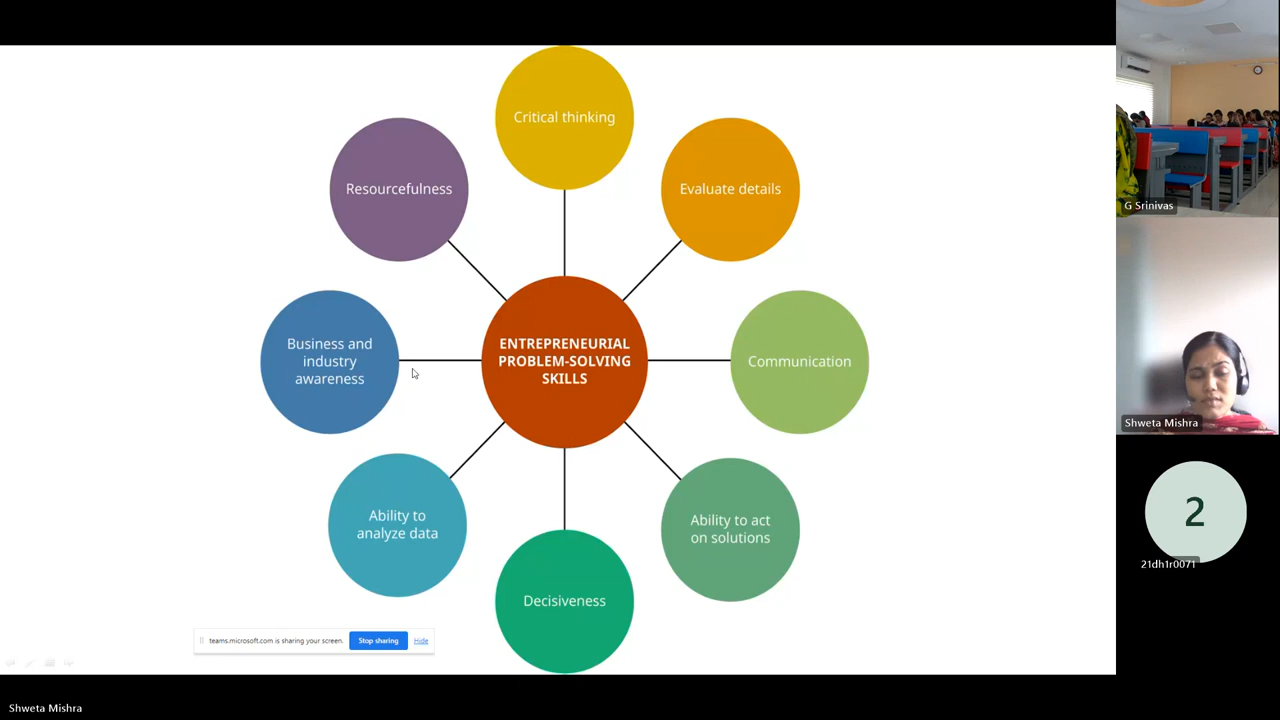 Critical thinking
Resourcefulness
Evaluate details
Business and
industry
awareness
ENTREPRENEURIAL
PROBLEM-SOLVING
SKILLS
Communication
Ability to
analyze data
Ability to act
on solutions
Decisiveness
teams.microsoft.com is sharing your screen.
Stop sharing
Hide
G Srinivas
Shweta Mishra
2
21dh1r0071
Shweta Mishra